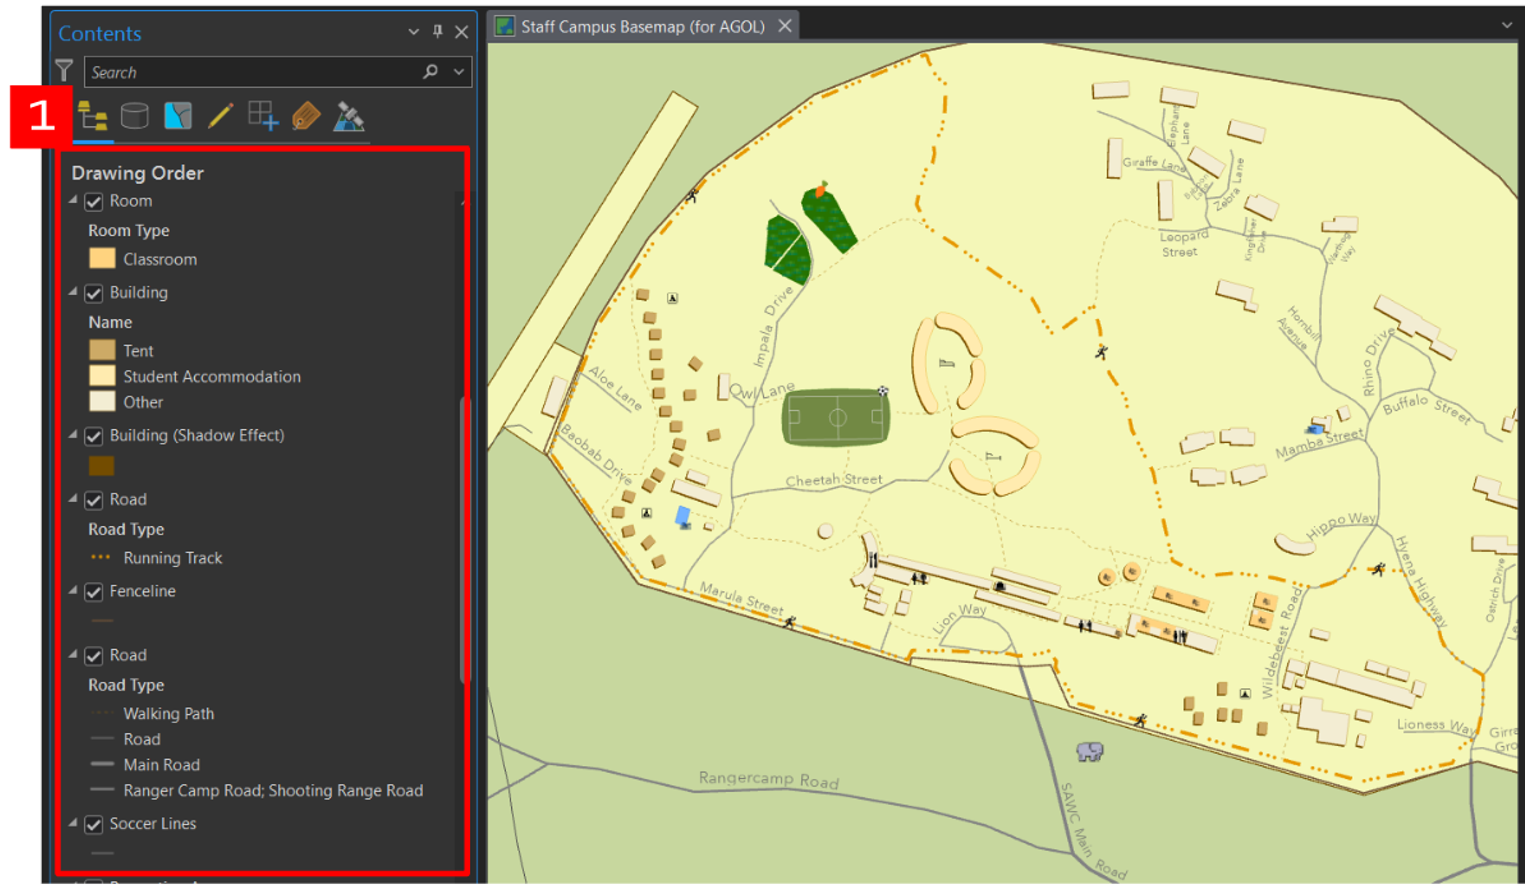 Contents
Search
1
Drawing Order
Room
Room Type
Classroom
Building
Name
Tent
Student Accommodation
Other
Building (Shadow Effect)
Road
Road Type
Running Track
Fenceline
Road
Road Type
Walking Path
Road
Main Road
Ranger Camp Road; Shooting Range Road
Soccer Lines
Staff Campus Basemap (for AGOL)
Elephant
Lane
Giraffe Lane
Zebra Lane
Leopard
Street
Kingfisher
Drive
Warthog
Way
Impala Drive
Hornbill
Avenue
Rhino Drive
Aloe Lane
Owl Lane
Buffalo Street
Baobab Drive
Mamba Street
Cheetah Street
Hippo Way
Hyena Highway
Ostrich Drive
Marula Street
Lion Way
Wildebeest Road
Lioness Way
Rangercamp Road
SAWC Main Road